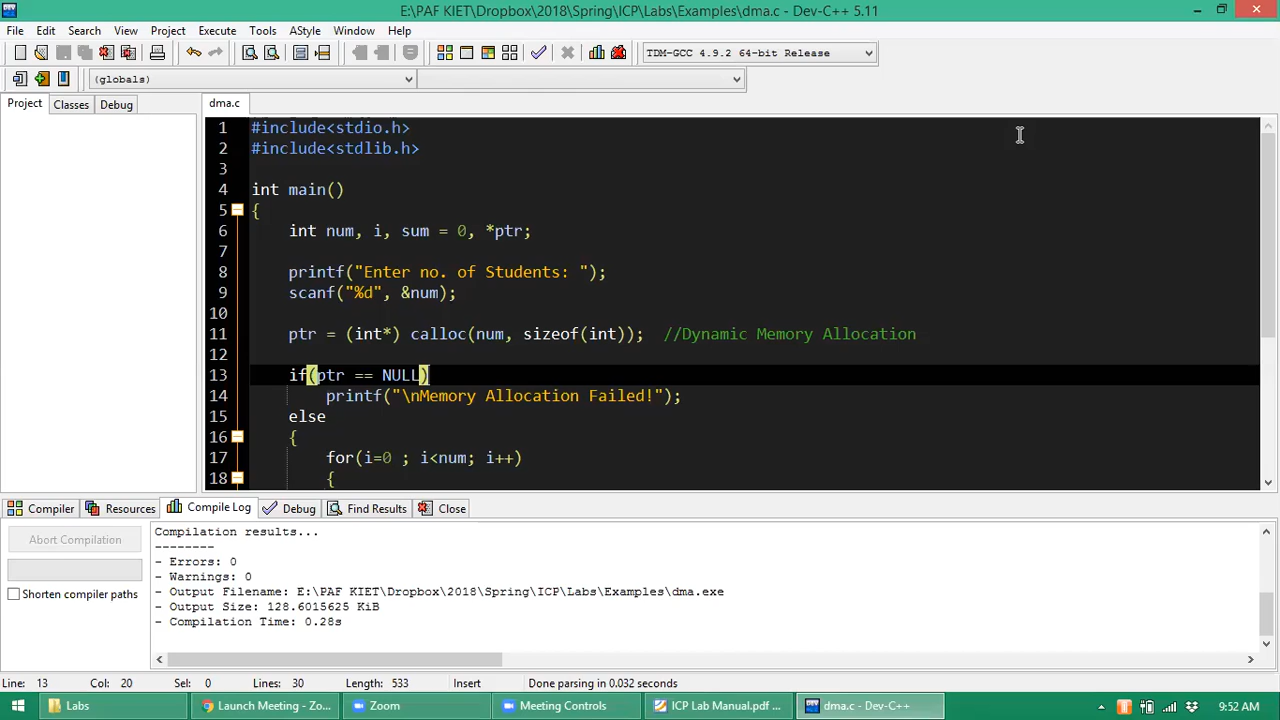 E:\PAF KIET\Dropbox\2018\Spring\ICP\Labs\Examples\dma.c - Dev-C++ 5.11
File Edit Search View Project Execute Tools AStyle Window Help
TDM-GCC 4.9.2 64-bit Release
(globals)
Project Classes Debug
dma.c
1 #include<stdio.h>
2 #include<stdlib.h>
3
4 int main()
5 {
6 int num, i, sum = 0, *ptr;
7
8 printf("Enter no. of Students: ");
9 scanf("%d", &num);
10
11 ptr = (int*) calloc(num, sizeof(int)); //Dynamic Memory Allocation
12
13 if(ptr == NULL)
14 printf("\nMemory Allocation Failed!");
15 else
16 {
17 for(i=0 ; i<num; i++)
18 {
Compiler Resources Compile Log Debug Find Results Close
Abort Compilation
Shorten compiler paths
Compilation results...
--------
- Errors: 0
- Warnings: 0
- Output Filename: E:\PAF KIET\Dropbox\2018\Spring\ICP\Labs\Examples\dma.exe
- Output Size: 128.6015625 KiB
- Compilation Time: 0.28s
Line: 13 Col: 20 Sel: 0 Lines: 30 Length: 533 Insert Done parsing in 0.032 seconds
Labs Launch Meeting - Zo... Zoom Meeting Controls ICP Lab Manual.pdf ... dma.c - Dev-C++ 9:52 AM